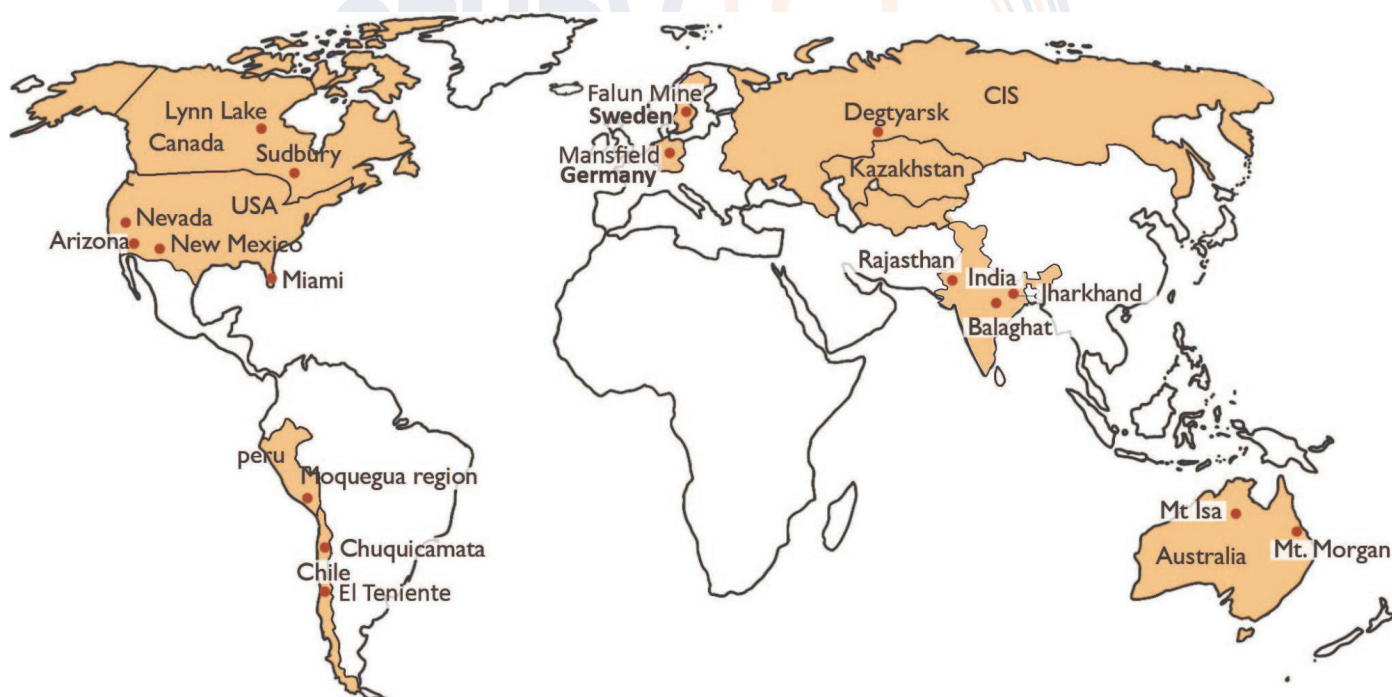 Lynn Lake
Canada
Sudbury
USA
Nevada
Arizona
New Mexico
Miami
peru
Moquegua region
Chuquicamata
Chile
El Teniente
Falun Mine
Sweden
Mansfield
Germany
CIS
Degtyarsk
Kazakhstan
Rajasthan
India
Jharkhand
Balaghat
Mt Isa
Australia
Mt. Morgan